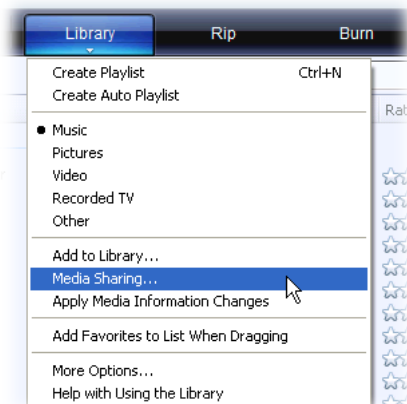 Library Rip Burn
Create Playlist Ctrl+N
Create Auto Playlist
Rat
Music
Pictures
Video
Recorded TV
Other
Add to Library...
Media Sharing...
Apply Media Information Changes
Add Favorites to List When Dragging
More Options...
Help with Using the Library